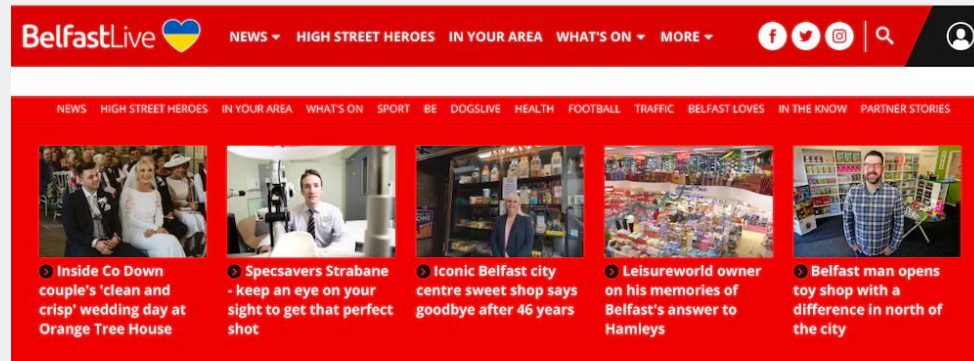 BelfastLive
NEWS HIGH STREET HEROES IN YOUR AREA WHAT'S ON MORE
NEWS HIGH STREET HEROES IN YOUR AREA WHAT'S ON SPORT BE DOGSLIVE HEALTH FOOTBALL TRAFFIC BELFAST LOVES IN THE KNOW PARTNER STORIES
Inside Co Down
couple's 'clean and
crisp' wedding day at
Orange Tree House
Specsavers Strabane
- keep an eye on your
sight to get that perfect
shot
Iconic Belfast city
centre sweet shop says
goodbye after 46 years
Leisureworld owner
on his memories of
Belfast's answer to
Hamleys
Belfast man opens
toy shop with a
difference in north of
the city